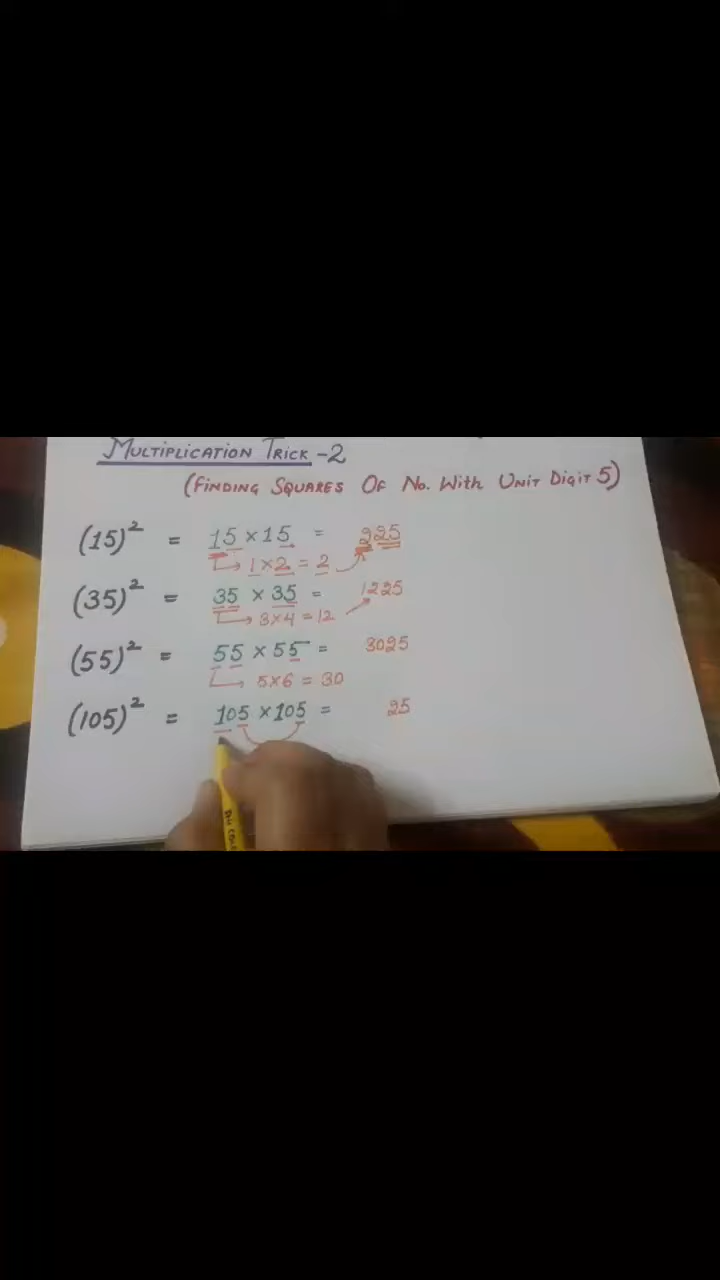 MULTIPLICATION TRICK -2
(FINDING SQUARES OF NO. WITH UNIT DIGIT 5)
(15)² = 15 × 15 = 225
1 × 2 = 2
(35)² = 35 × 35 = 1225
3 × 4 = 12
(55)² = 55 × 55 = 3025
5 × 6 = 30
(105)² = 105 × 105 = 25